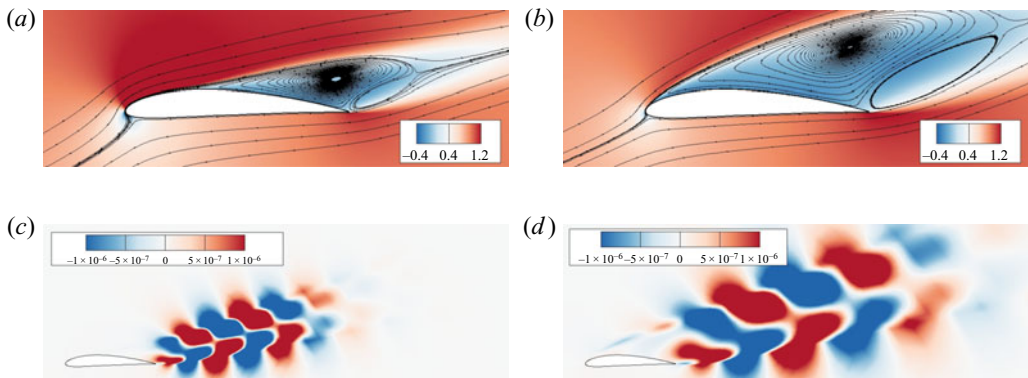 (a)
(b)
−0.4 0.4 1.2
−0.4 0.4 1.2
(c)
(d)
−1 × 10⁻⁶ −5 × 10⁻⁷ 0 5 × 10⁻⁷ 1 × 10⁻⁶
−1 × 10⁻⁶ −5 × 10⁻⁷ 0 5 × 10⁻⁷ 1 × 10⁻⁶